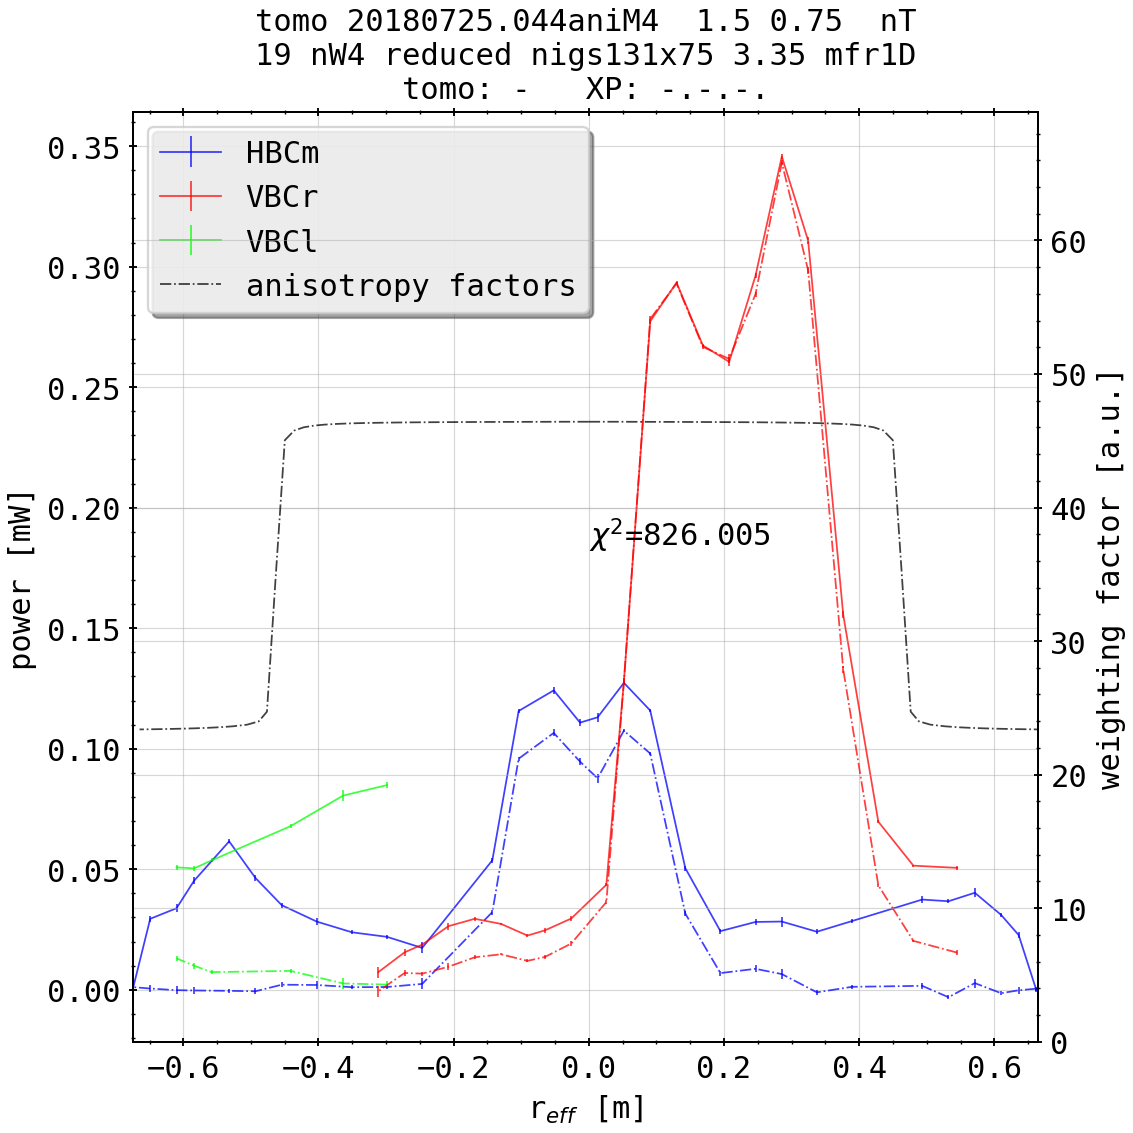 tomo 20180725.044aniM4  1.5 0.75  nT
19 nW4 reduced nigs131x75 3.35 mfr1D
tomo: -   XP: -.-.-.
HBCm
VBCr
VBCl
anisotropy factors
χ²=826.005
power [mW]
0.35
0.30
0.25
0.20
0.15
0.10
0.05
0.00
weighting factor [a.u.]
60
50
40
30
20
10
0
−0.6 −0.4 −0.2 0.0 0.2 0.4 0.6
r_eff [m]